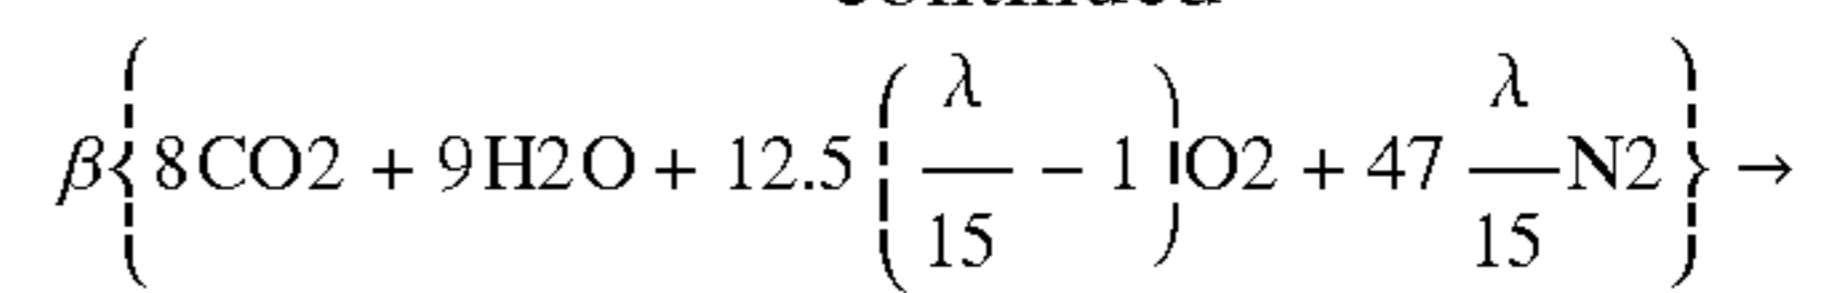 β{8CO2 + 9H2O + 12.5(λ/15 − 1)O2 + 47 λ/15 N2} →